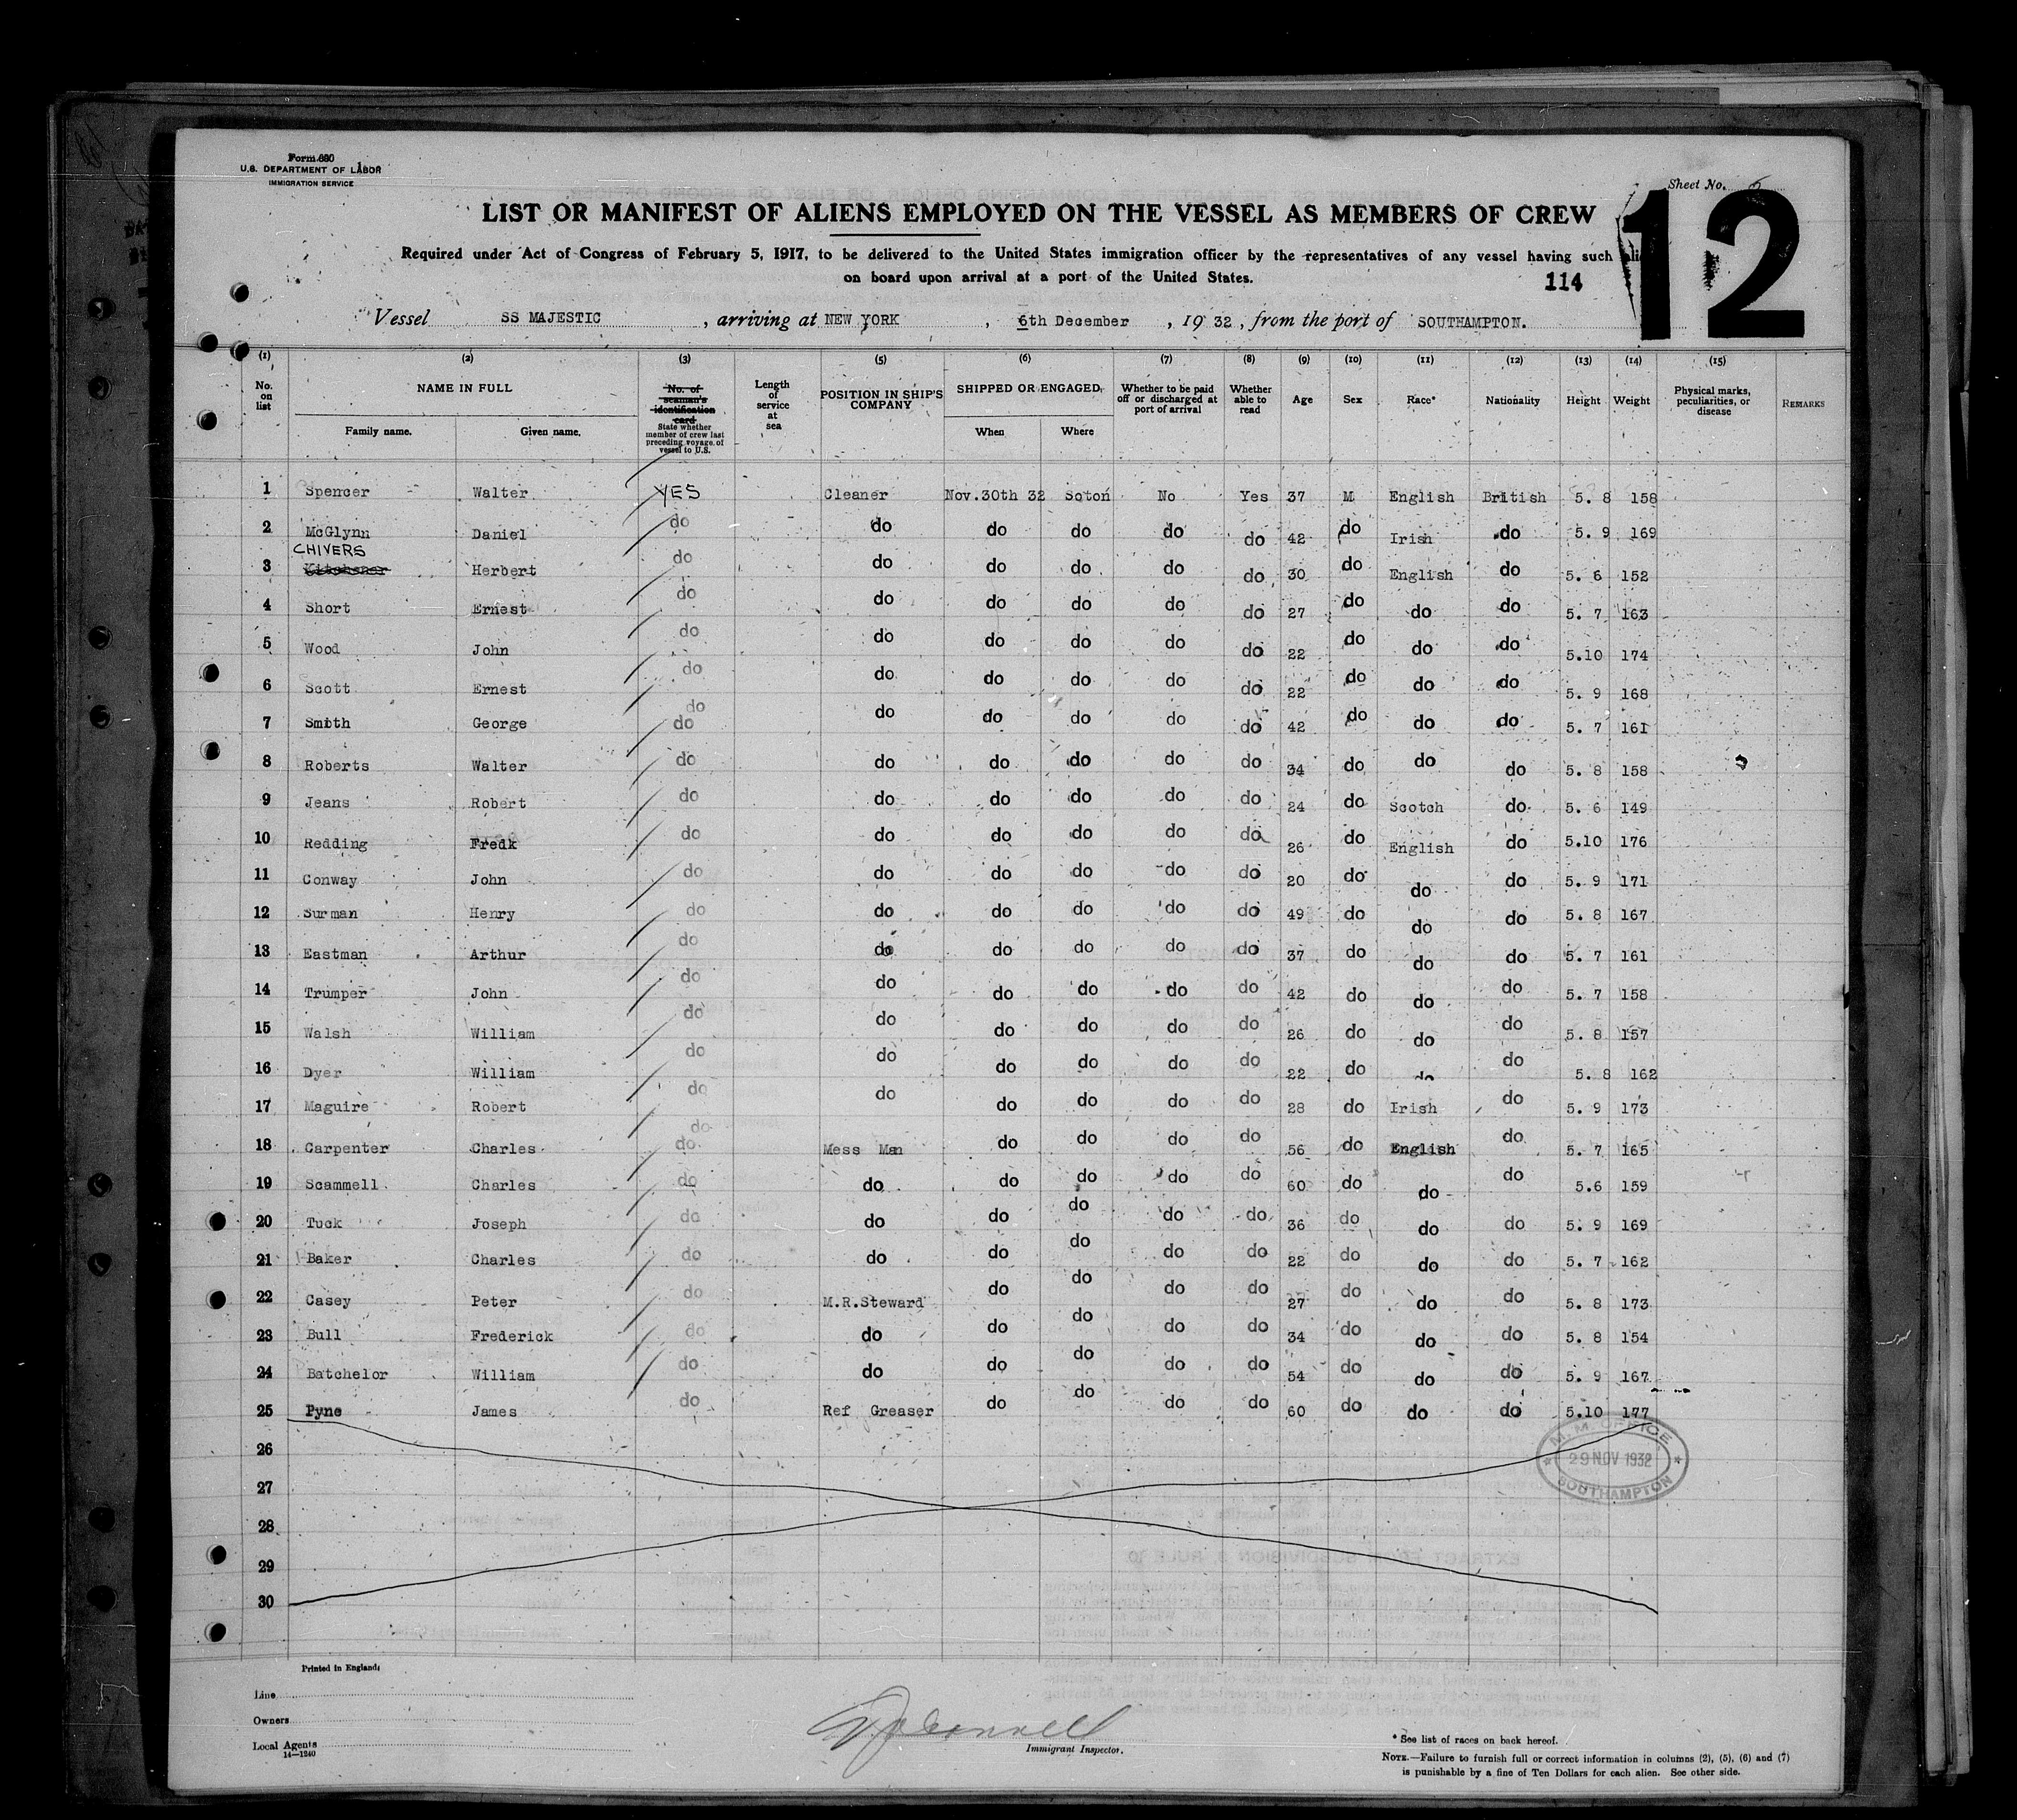 Form 680
U.S. DEPARTMENT OF LABOR
IMMIGRATION SERVICE
Sheet No.
12
LIST OR MANIFEST OF ALIENS EMPLOYED ON THE VESSEL AS MEMBERS OF CREW
Required under Act of Congress of February 5, 1917, to be delivered to the United States immigration officer by the representatives of any vessel having such
on board upon arrival at a port of the United States.
114
Vessel SS MAJESTIC, arriving at NEW YORK, 6th December, 1932, from the port of SOUTHAMPTON.
(1) (2) (3) (5) (6) (7) (8) (9) (10) (11) (12) (13) (14) (15)
No. on list NAME IN FULL Family name. Given name. No. of seaman's identification card State whether member of crew last preceding voyage of vessel to U.S. Length of service at sea POSITION IN SHIP'S COMPANY SHIPPED OR ENGAGED When Where Whether to be paid off or discharged at port of arrival Whether able to read Age Sex Race* Nationality Height Weight Physical marks, peculiarities, or disease REMARKS
1 Spencer Walter YES Cleaner Nov.30th 32 Soton No Yes 37 M English British 5. 8 158
2 McGlynn Daniel do do do do do do 42 do Irish do 5. 9 169
CHIVERS
3 Kitchener Herbert do do do do do do 30 do English do 5. 6 152
4 Short Ernest do do do do do do 27 do do do 5. 7 163
5 Wood John do do do do do do 22 do do do 5.10 174
6 Scott Ernest do do do do do do 22 do do do 5. 9 168
do
7 Smith George do do do do do do 42 do do do 5. 7 161
8 Roberts Walter do do do do do do 34 do do do 5. 8 158
9 Jeans Robert do do do do do do 24 do Scotch do 5. 6 149
10 Redding Fredk do do do do do do 26 do English do 5.10 176
11 Conway John do do do do do do 20 do do do 5. 9 171
12 Surman Henry do do do do do do 49 do do do 5. 8 167
13 Eastman Arthur do do do do do do 37 do do do 5. 7 161
14 Trumper John do do do do do do 42 do do do 5. 7 158
15 Walsh William do do do do do do 26 do do do 5. 8 157
16 Dyer William do do do do do do 22 do do do 5. 8 162
17 Maguire Robert do do do do do do 28 do Irish do 5. 9 173
do
18 Carpenter Charles do Mess Man do do do do 56 do English do 5. 7 165
19 Scammell Charles do do do do do do 60 do do do 5.6 159
20 Tuck Joseph do do do do do do 36 do do do 5. 9 169
21 Baker Charles do do do do do do 22 do do do 5. 7 162
22 Casey Peter do M.R.Steward do do do do 27 do do do 5. 8 173
23 Bull Frederick do do do do do do 34 do do do 5. 8 154
24 Batchelor William do do do do do do 54 do do do 5. 9 167
25 Pyne James do Ref Greaser do do do do 60 do do do 5.10 177
26
27
28
29
30
M. M. OFFICE
29 NOV 1932
SOUTHAMPTON
Printed in England:
Line
Owners
Local Agents
14—1240
Immigrant Inspector.
* See list of races on back hereof.
NOTE.—Failure to furnish full or correct information in columns (2), (5), (6) and (7)
is punishable by a fine of Ten Dollars for each alien. See other side.